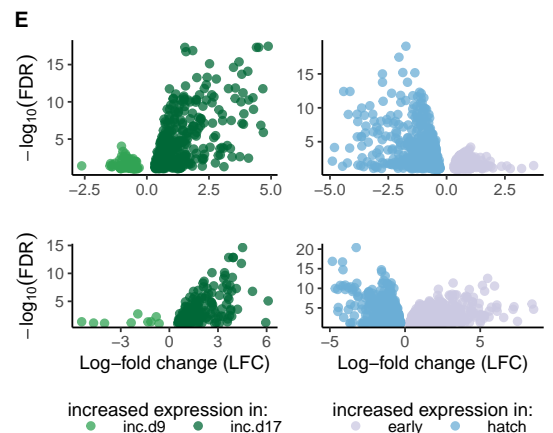 E
−log10(FDR)
15
10
5
−2.5 0.0 2.5 5.0
15
10
5
−5.0 −2.5 0.0 2.5
−log10(FDR)
15
10
5
−3 0 3 6
Log−fold change (LFC)
20
15
10
5
−5 0 5
Log−fold change (LFC)
increased expression in:
inc.d9 inc.d17
increased expression in:
early hatch